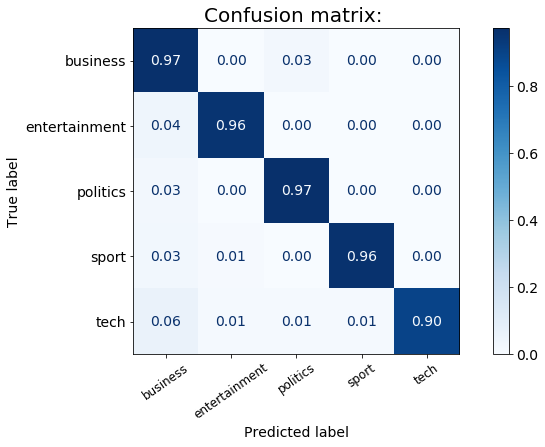 Confusion matrix:
business 0.97 0.00 0.03 0.00 0.00
entertainment 0.04 0.96 0.00 0.00 0.00
politics 0.03 0.00 0.97 0.00 0.00
sport 0.03 0.01 0.00 0.96 0.00
tech 0.06 0.01 0.01 0.01 0.90
business entertainment politics sport tech
Predicted label
True label
0.8
0.6
0.4
0.2
0.0